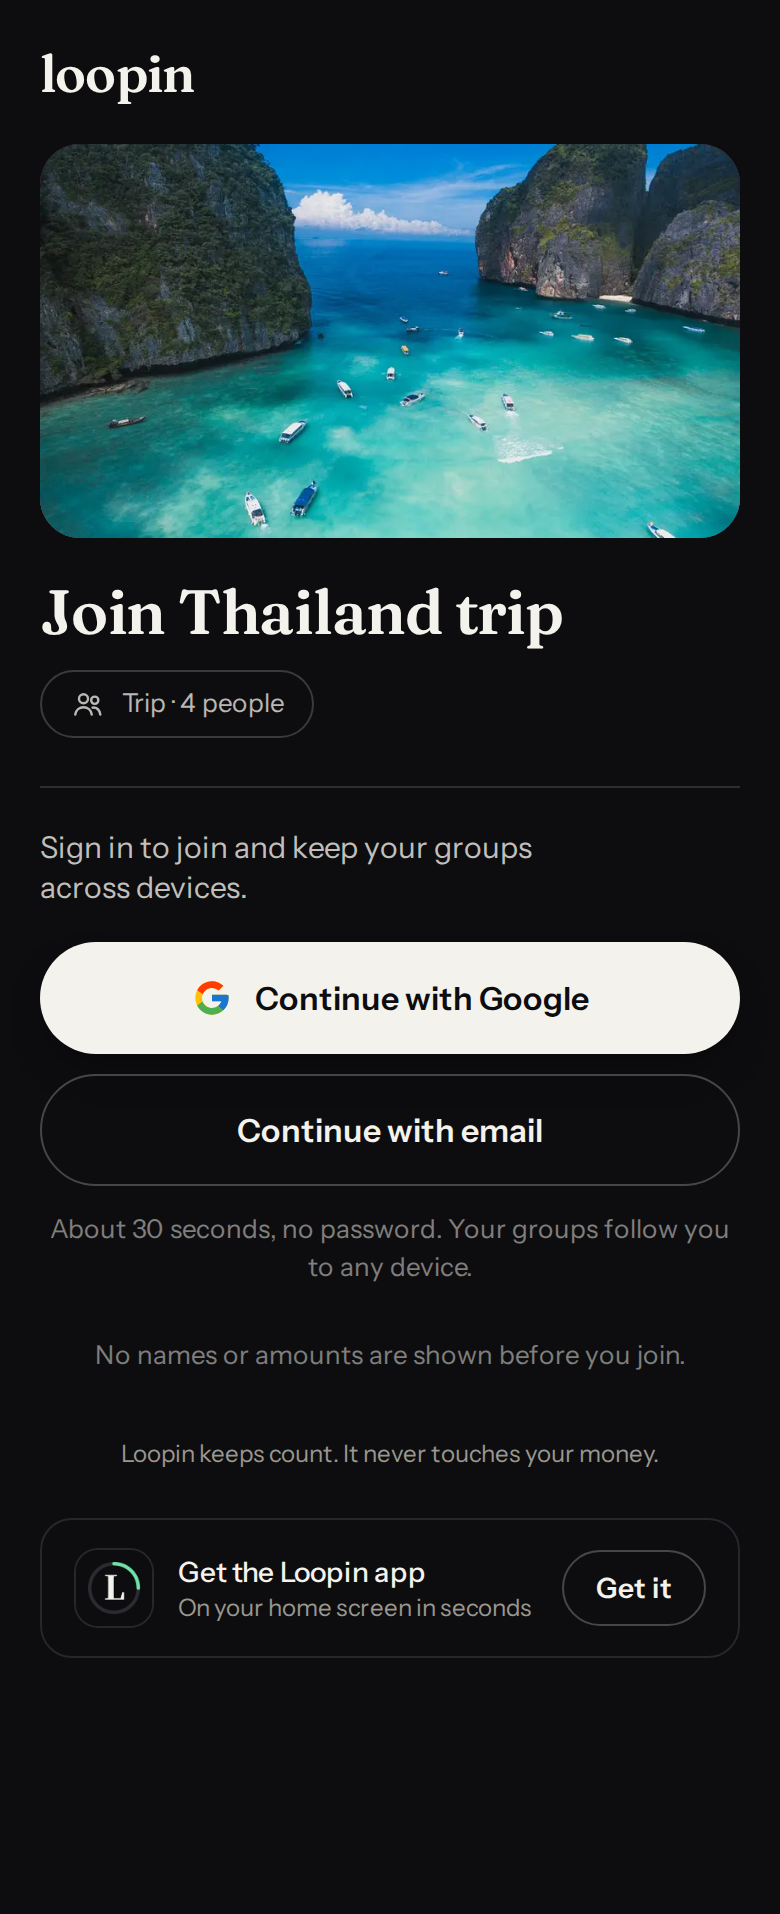 loopin
Join Thailand trip
Trip · 4 people
Sign in to join and keep your groups
across devices.
Continue with Google
Continue with email
About 30 seconds, no password. Your groups follow you
to any device.
No names or amounts are shown before you join.
Loopin keeps count. It never touches your money.
L
Get the Loopin app
On your home screen in seconds
Get it